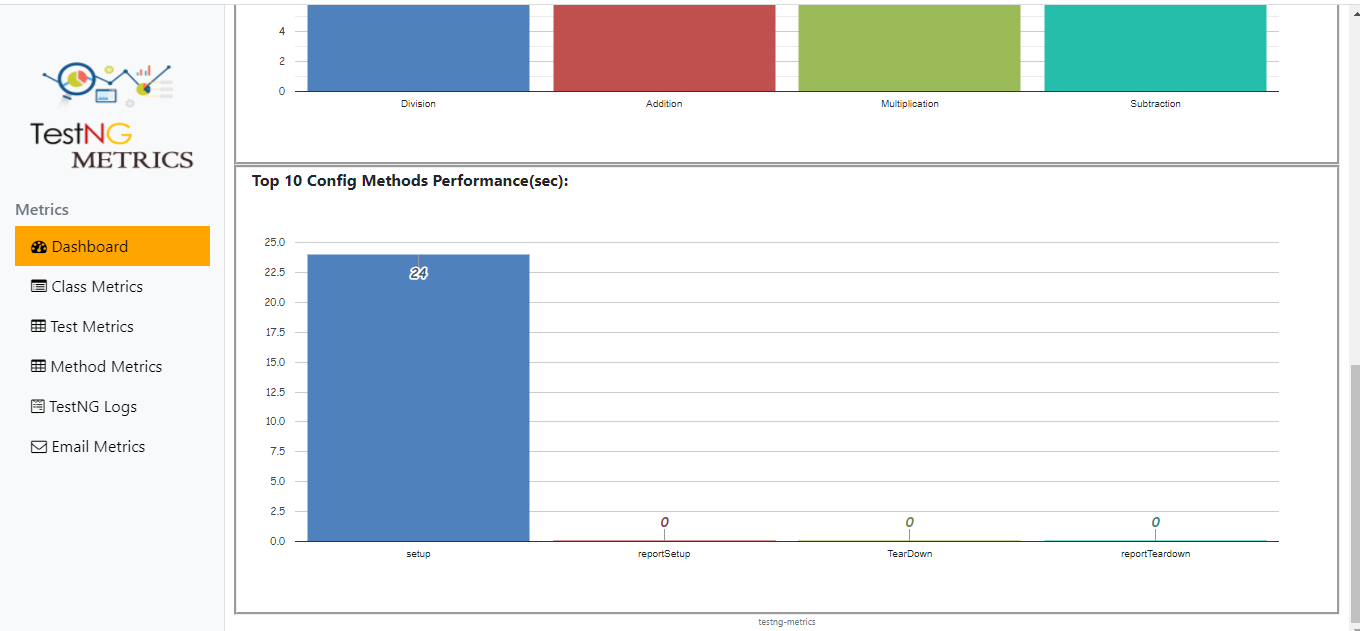 TestNG
METRICS
Metrics
Dashboard
Class Metrics
Test Metrics
Method Metrics
TestNG Logs
Email Metrics
4
2
0
Division Addition Multiplication Subtraction
Top 10 Config Methods Performance(sec):
25.0
24
22.5
20.0
17.5
15.0
12.5
10.0
7.5
5.0
2.5
0 0 0
0.0
setup reportSetup TearDown reportTeardown
testng-metrics